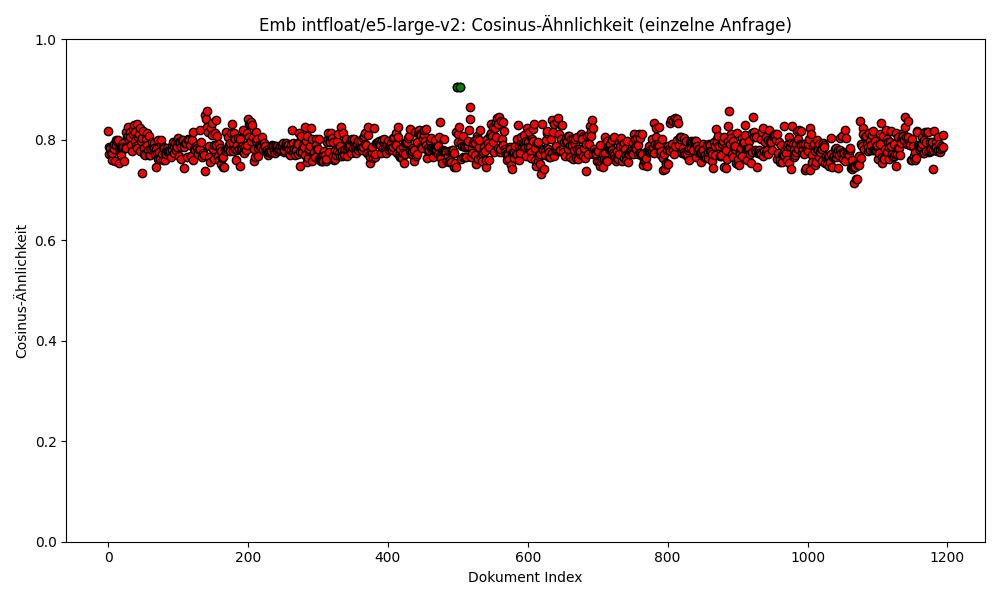 Emb intfloat/e5-large-v2: Cosinus-Ähnlichkeit (einzelne Anfrage)
1.0
0.8
0.6
0.4
0.2
0.0
Cosinus-Ähnlichkeit
0 200 400 600 800 1000 1200
Dokument Index